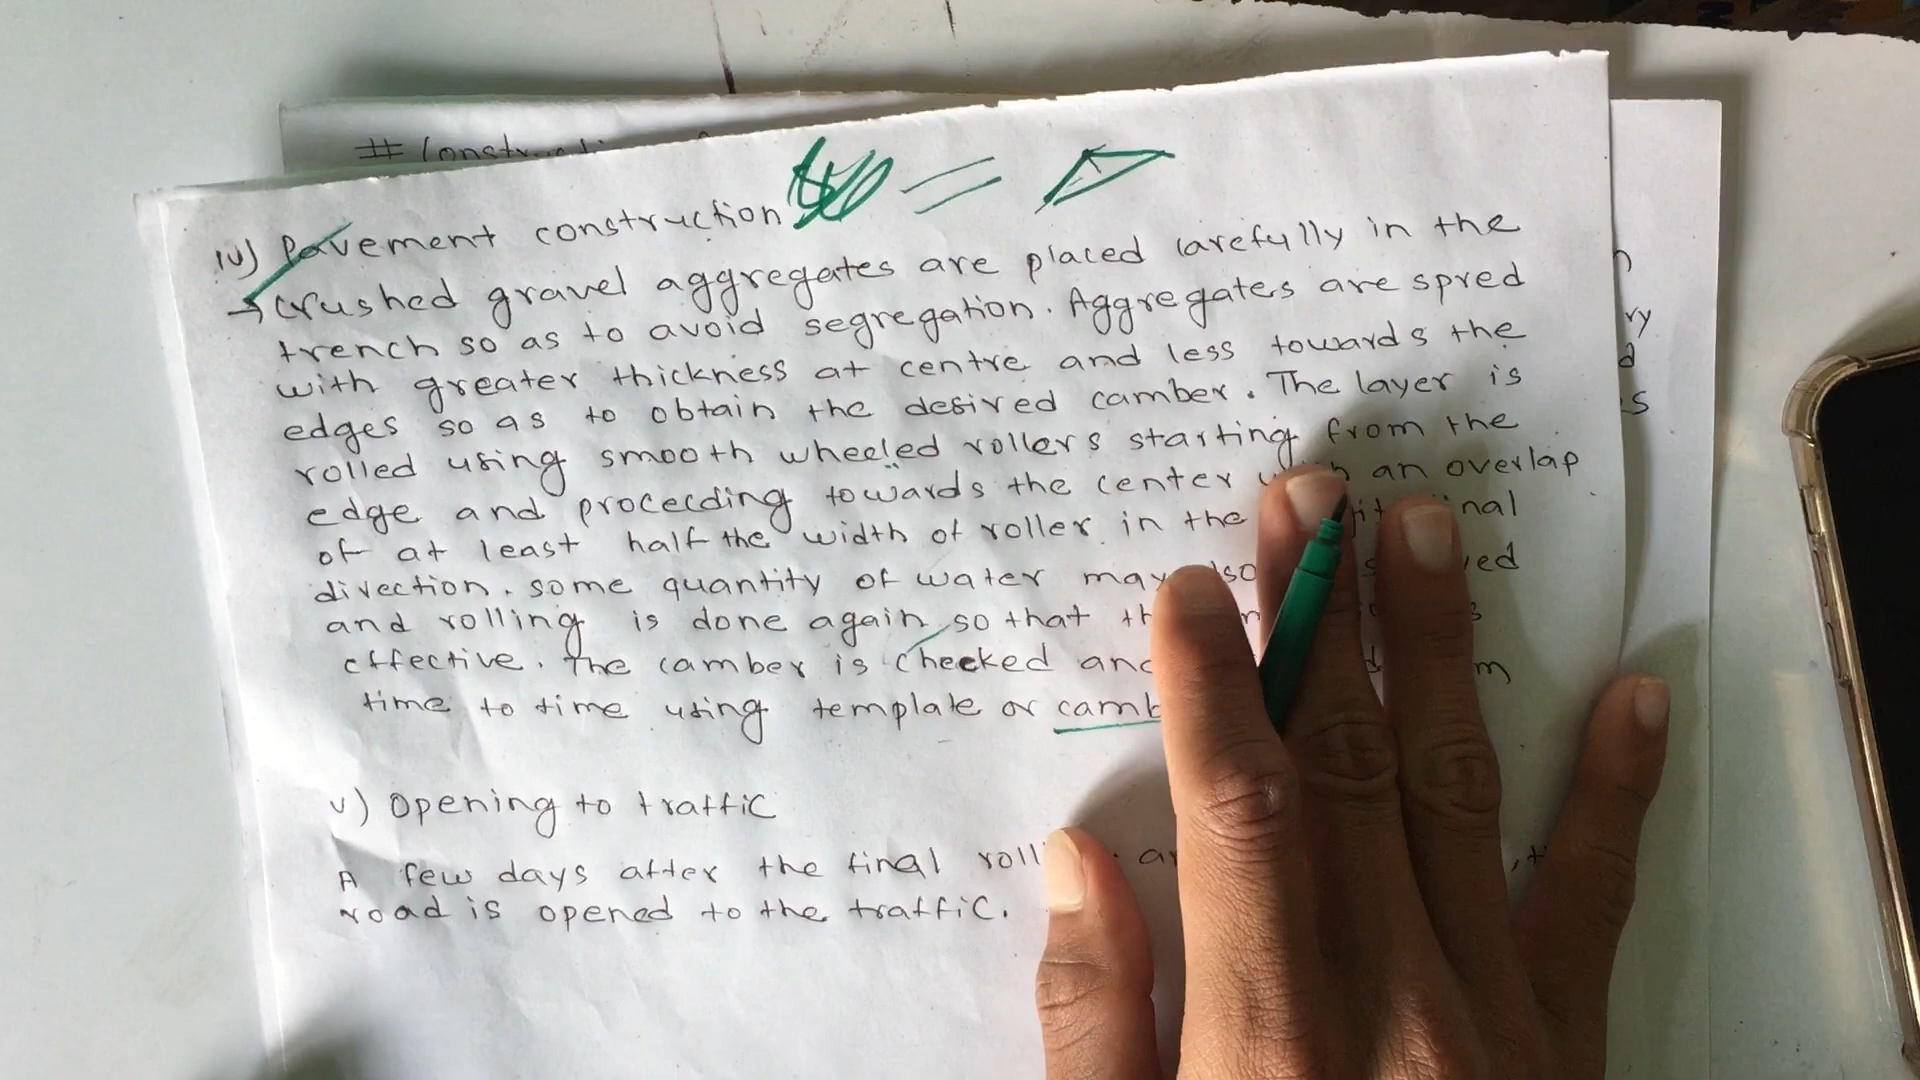 # Constructi
iv) Pavement construction
→ crushed gravel aggregates are placed carefully in the
trench so as to avoid segregation. Aggregates are spred
with greater thickness at centre and less towards the
edges so as to obtain the desired camber. The layer is
rolled using smooth wheeled rollers starting from the
edge and proceeding towards the center an overlap
of at least half the width of roller in the
direction. some quantity of water may
and rolling is done again so that
effective. The camber is checked and
time to time using template or
v) Opening to traffic
A few days after the final
road is opened to the traffic.